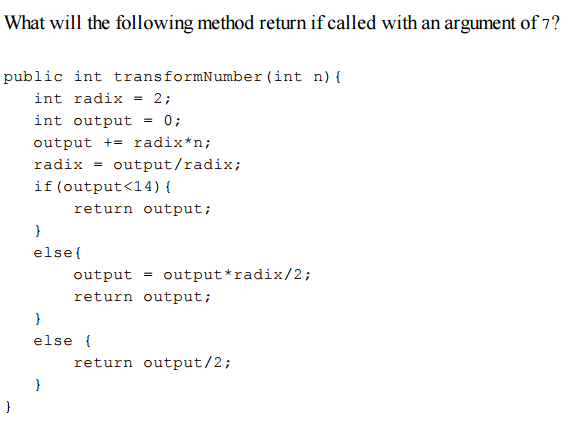 What will the following method return if called with an argument of 7?
public int transformNumber(int n){
int radix = 2;
int output = 0;
output += radix*n;
radix = output/radix;
if(output<14){
return output;
}
else{
output = output*radix/2;
return output;
}
else {
return output/2;
}
}